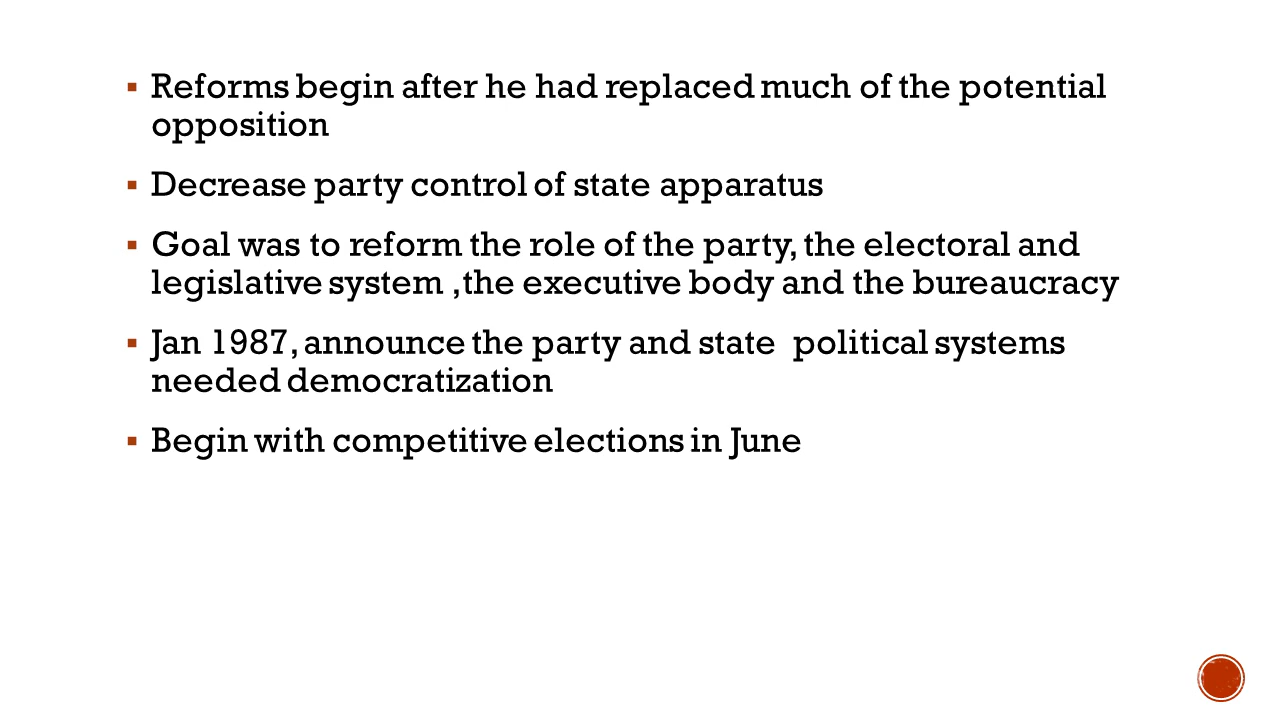 ▪ Reforms begin after he had replaced much of the potential
opposition
▪ Decrease party control of state apparatus
▪ Goal was to reform the role of the party, the electoral and
legislative system ,the executive body and the bureaucracy
▪ Jan 1987, announce the party and state  political systems
needed democratization
▪ Begin with competitive elections in June